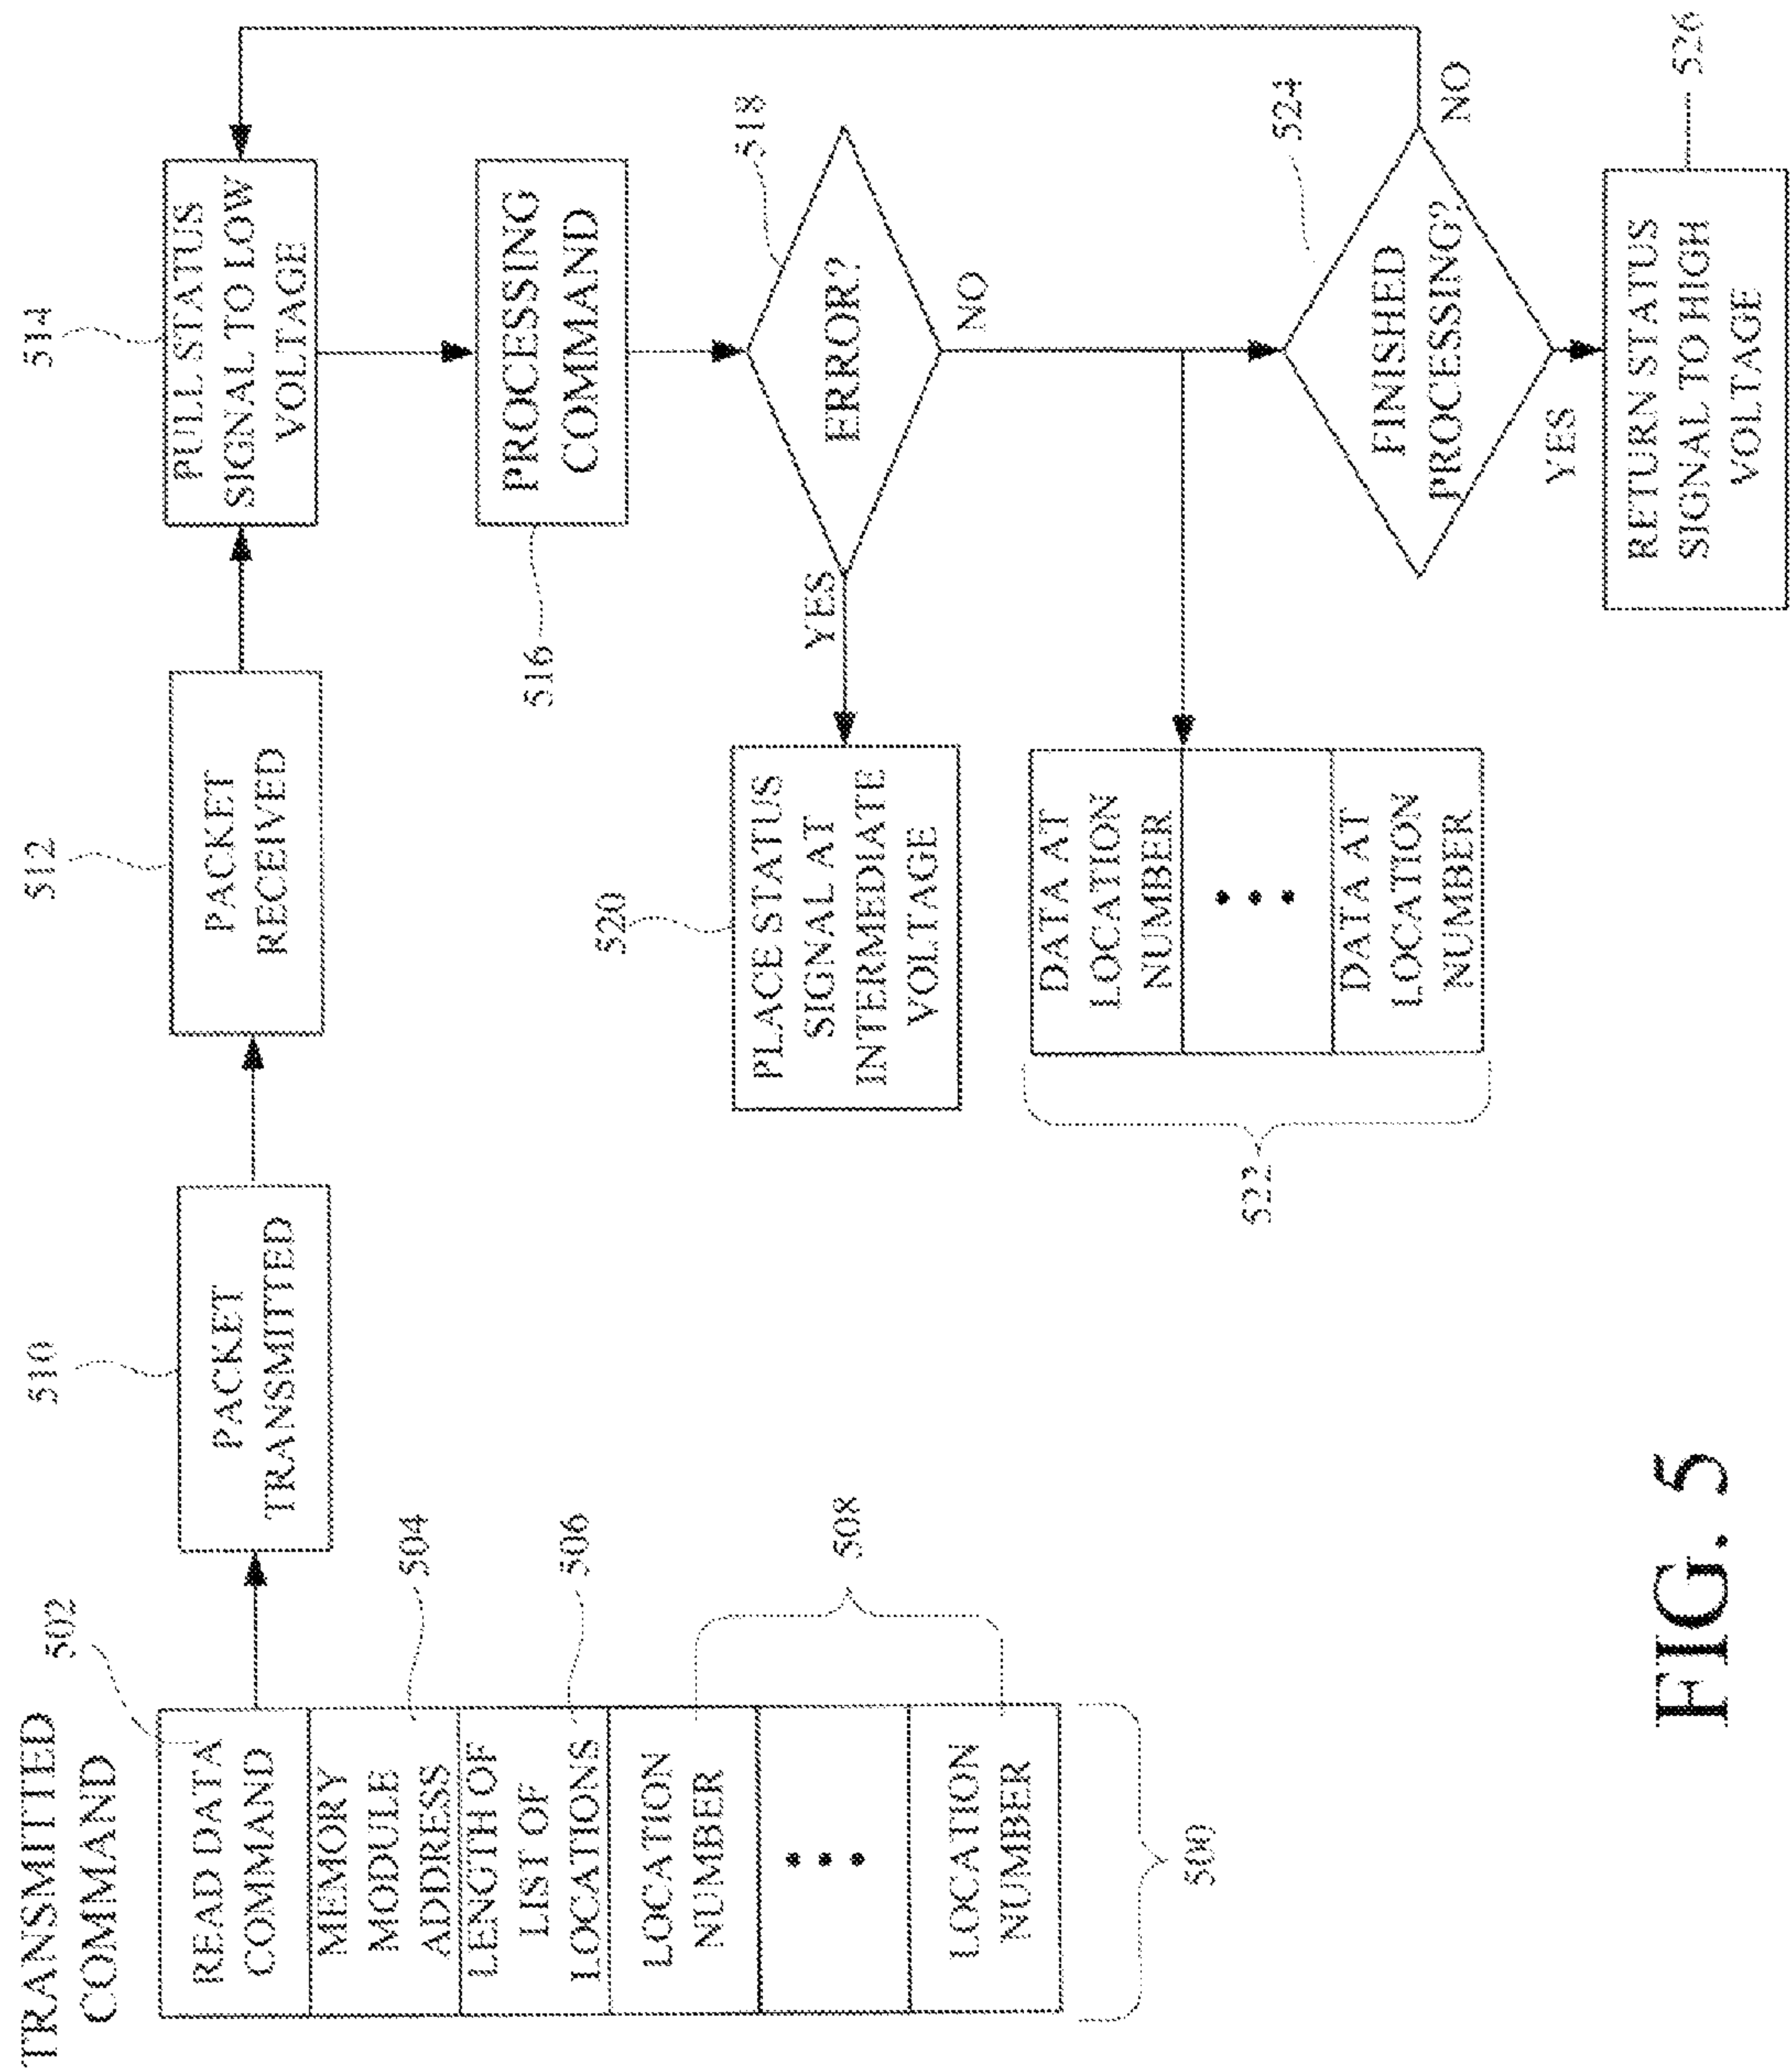 TRANSMITTED
COMMAND
502
READ DATA
COMMAND
MEMORY
MODULE
ADDRESS
504
LENGTH OF
LIST OF
LOCATIONS
506
LOCATION
NUMBER
• • •
LOCATION
NUMBER
508
500
510
PACKET
TRANSMITTED
512
PACKET
RECEIVED
514
PULL STATUS
SIGNAL TO LOW
VOLTAGE
516
PROCESSING
COMMAND
518
ERROR?
YES
NO
520
PLACE STATUS
SIGNAL AT
INTERMEDIATE
VOLTAGE
522
DATA AT
LOCATION
NUMBER
• • •
DATA AT
LOCATION
NUMBER
524
FINISHED
PROCESSING?
NO
YES
RETURN STATUS
SIGNAL TO HIGH
VOLTAGE
526
FIG. 5